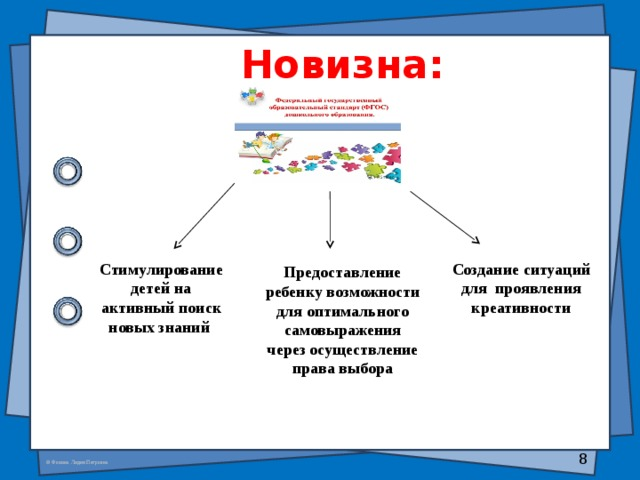 Новизна:
Федеральный государственный
образовательный стандарт (ФГОС)
дошкольного образования.
Стимулирование
детей на
активный поиск
новых знаний
Предоставление
ребенку возможности
для оптимального
самовыражения
через осуществление
права выбора
Создание ситуаций
для проявления
креативности
8